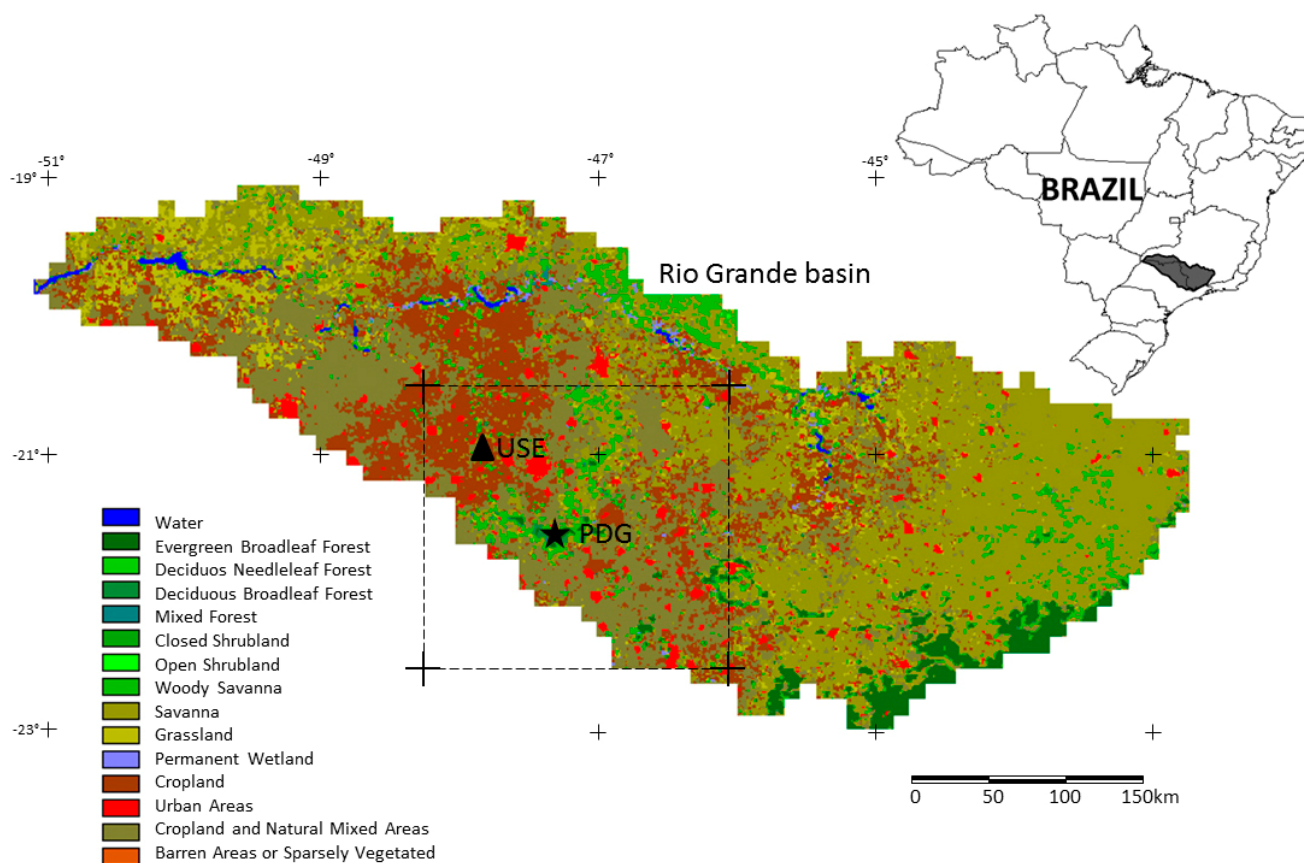 BRAZIL
-51°
-49°
-47°
-45°
-19°
Rio Grande basin
USE
-21°
PDG
Water
Evergreen Broadleaf Forest
Deciduos Needleleaf Forest
Deciduous Broadleaf Forest
Mixed Forest
Closed Shrubland
Open Shrubland
Woody Savanna
Savanna
Grassland
Permanent Wetland
Cropland
Urban Areas
Cropland and Natural Mixed Areas
Barren Areas or Sparsely Vegetated
-23°
0 50 100 150km